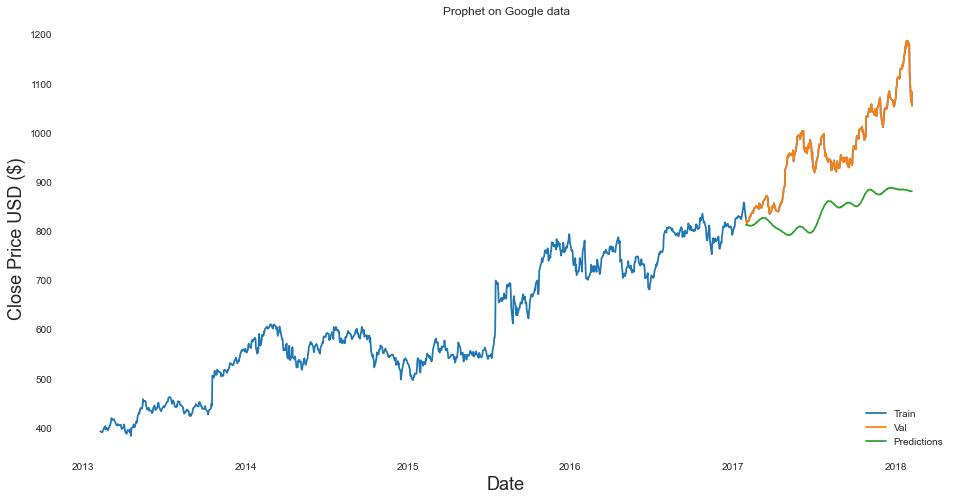 Prophet on Google data
1200
1100
1000
900
800
700
600
500
400
Close Price USD ($)
2013 2014 2015 2016 2017 2018
Date
Train
Val
Predictions